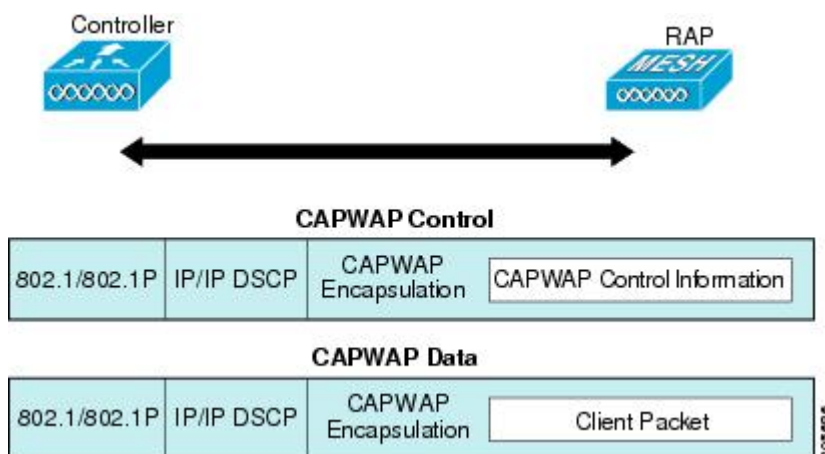 Controller
RAP
MESH
CAPWAP Control
802.1/802.1P
IP/IP DSCP
CAPWAP
Encapsulation
CAPWAP Control Information
CAPWAP Data
802.1/802.1P
IP/IP DSCP
CAPWAP
Encapsulation
Client Packet